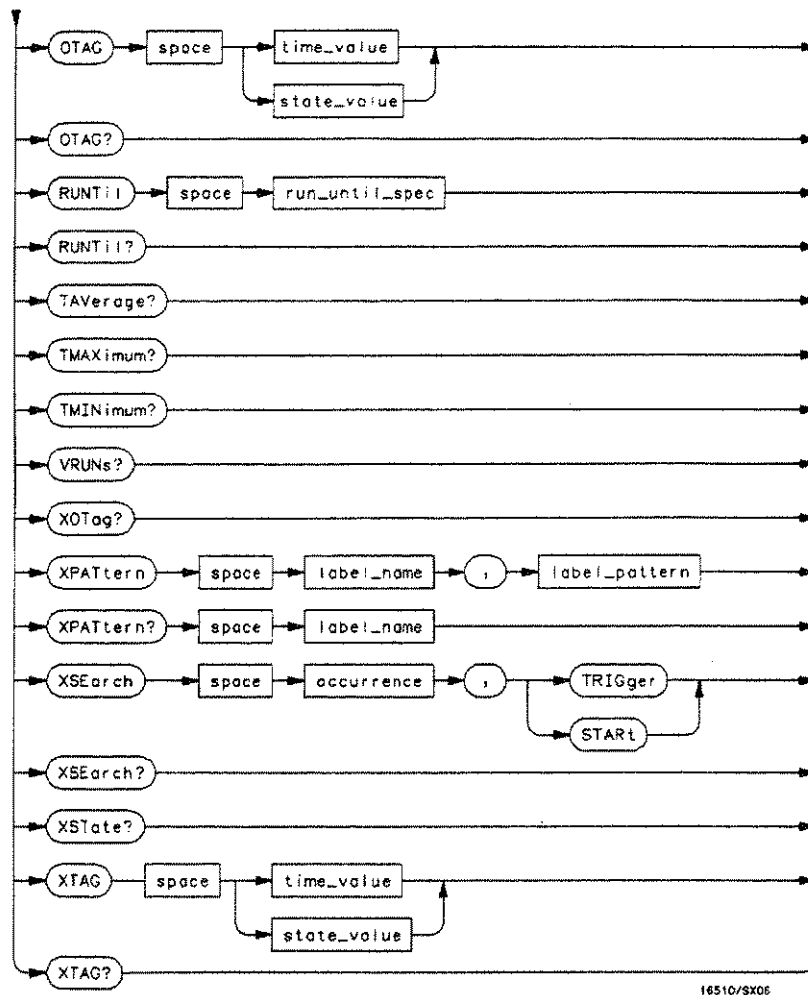 OTAG space time_value
state_value
OTAG?
RUNTil space run_until_spec
RUNTil?
TAVerage?
TMAXimum?
TMINimum?
VRUNs?
XOTag?
XPATtern space label_name , label_pattern
XPATtern? space label_name
XSEarch space occurrence , TRIGger
STARt
XSEarch?
XSTate?
XTAG space time_value
state_value
XTAG?
16510/SX06